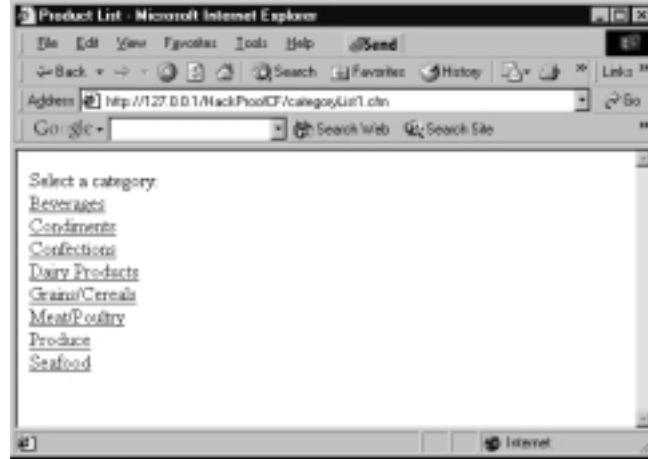 Product List - Microsoft Internet Explorer
File Edit View Favorites Tools Help Send
Back Search Favorites History Links
Address http://127.0.0.1/HackProofCF/categoryList1.cfm Go
Google Search Web Search Site
Select a category:
Beverages
Condiments
Confections
Dairy Products
Grains/Cereals
Meat/Poultry
Produce
Seafood
Internet